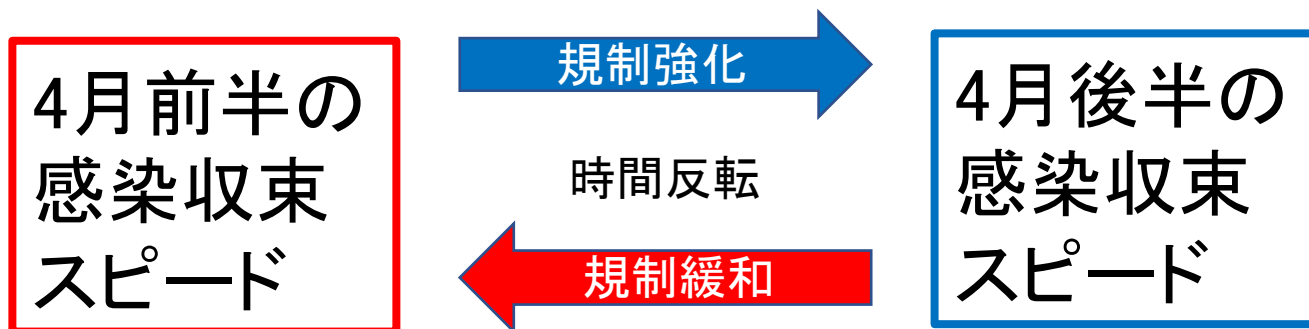 4月前半の
感染収束
スピード
規制強化
時間反転
規制緩和
4月後半の
感染収束
スピード